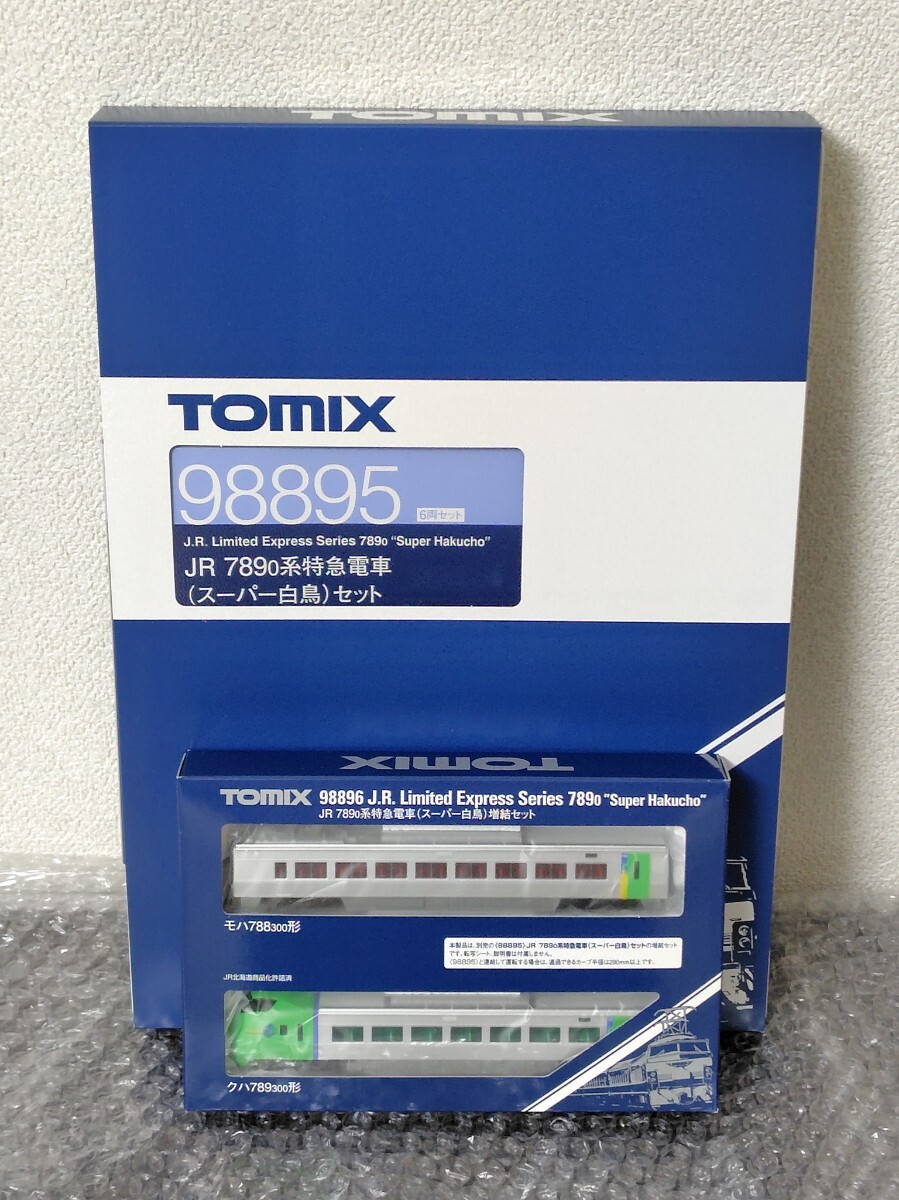 TOMIX
TOMIX
98895 6両セット
J.R. Limited Express Series 7890 "Super Hakucho"
JR 7890系特急電車
(スーパー白鳥)セット
TOMIX
TOMIX 98896 J.R. Limited Express Series 7890 "Super Hakucho"
JR 7890系特急電車(スーパー白鳥)増結セット
モハ788300形
本製品は、別売の〈98895〉JR 7890系特急電車(スーパー白鳥)セットの増結セット
です。転写シート、説明書は付属しません。
〈98895〉と連結して運転する場合は、通過できるカーブ半径は280mm以上です。
JR北海道商品化許諾済
クハ789300形